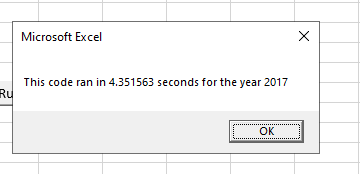 Microsoft Excel
This code ran in 4.351563 seconds for the year 2017
Ru
OK